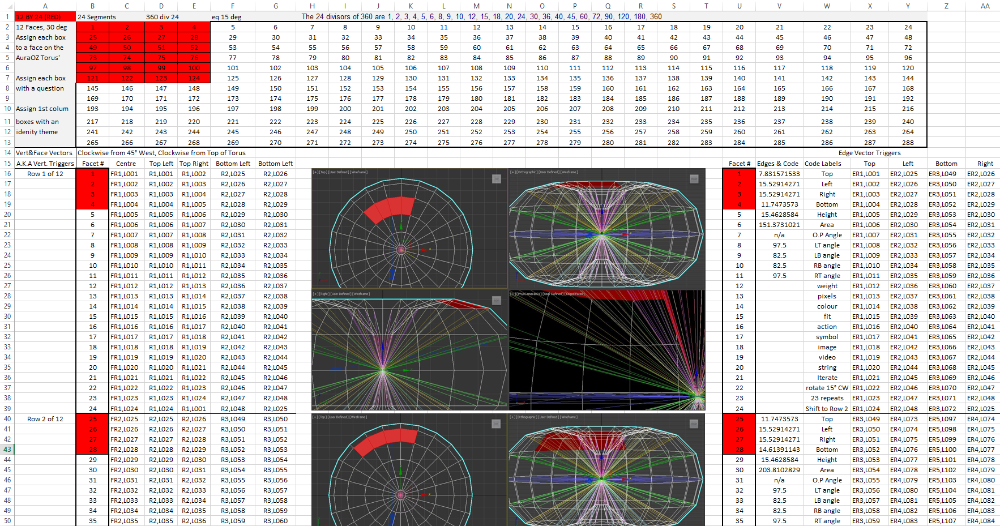 A B C D E F G H I J K L M N O P Q R S T U V W X Y Z AA
1 12 BY 24 (RED) 24 Segments 360 div 24 eq 15 deg The 24 divisors of 360 are 1, 2, 3, 4, 5, 6, 8, 9, 10, 12, 15, 18, 20, 24, 30, 36, 40, 45, 60, 72, 90, 120, 180, 360
2 12 Faces, 30 deg 1 2 3 4 5 6 7 8 9 10 11 12 13 14 15 16 17 18 19 20 21 22 23 24
3 Assign each box 25 26 27 28 29 30 31 32 33 34 35 36 37 38 39 40 41 42 43 44 45 46 47 48
4 to a face on the 49 50 51 52 53 54 55 56 57 58 59 60 61 62 63 64 65 66 67 68 69 70 71 72
5 AuraOZ Torus' 73 74 75 76 77 78 79 80 81 82 83 84 85 86 87 88 89 90 91 92 93 94 95 96
6 97 98 99 100 101 102 103 104 105 106 107 108 109 110 111 112 113 114 115 116 117 118 119 120
7 Assign each box 121 122 123 124 125 126 127 128 129 130 131 132 133 134 135 136 137 138 139 140 141 142 143 144
8 with a question 145 146 147 148 149 150 151 152 153 154 155 156 157 158 159 160 161 162 163 164 165 166 167 168
9 169 170 171 172 173 174 175 176 177 178 179 180 181 182 183 184 185 186 187 188 189 190 191 192
10 Assign 1st colum 193 194 195 196 197 198 199 200 201 202 203 204 205 206 207 208 209 210 211 212 213 214 215 216
11 boxes with an 217 218 219 220 221 222 223 224 225 226 227 228 229 230 231 232 233 234 235 236 237 238 239 240
12 idenity theme 241 242 243 244 245 246 247 248 249 250 251 252 253 254 255 256 257 258 259 260 261 262 263 264
13 265 266 267 268 269 270 271 272 273 274 275 276 277 278 279 280 281 282 283 284 285 286 287 288
14 Vert&Face Vectors Clockwise from 45° West, Clockwise from Top of Torus Edge Vector Triggers
15 A.K.A Vert. Triggers Facet # Centre Top Left Top Right Bottom Left Bottom Left Facet # Edges & Code Code Labels Top Left Bottom Right
16 Row 1 of 12 1 FR1,L001 R1,L001 R1,L002 R2,L025 R2,L026 [+][Top][User Defined][Wireframe] [+][Orthographic][User Defined][Wireframe] 1 7.831571533 Top ER1,L001 ER2,L025 ER3,L049 ER2,L026
17 2 FR1,L002 R1,L002 R1,L003 R2,L026 R2,L027 2 15.52914271 Left ER1,L002 ER2,L026 ER3,L050 ER2,L027
18 3 FR1,L003 R1,L003 R1,L004 R2,L027 R2,L028 3 15.52914271 Right ER1,L003 ER2,L027 ER3,L051 ER2,L028
19 4 FR1,L004 R1,L004 R1,L005 R2,L028 R2,L029 4 11.7473573 Bottom ER1,L004 ER2,L028 ER3,L052 ER2,L029
20 5 FR1,L005 R1,L005 R1,L006 R2,L029 R2,L030 5 15.4628584 Height ER1,L005 ER2,L029 ER3,L053 ER2,L030
21 6 FR1,L006 R1,L006 R1,L007 R2,L030 R2,L031 6 151.3731021 Area ER1,L006 ER2,L030 ER3,L054 ER2,L031
22 7 FR1,L007 R1,L007 R1,L008 R2,L031 R2,L032 7 n/a O.P Angle ER1,L007 ER2,L031 ER3,L055 ER2,L032
23 8 FR1,L008 R1,L008 R1,L009 R2,L032 R2,L033 8 97.5 LT angle ER1,L008 ER2,L032 ER3,L056 ER2,L033
24 9 FR1,L009 R1,L009 R1,L010 R2,L033 R2,L034 9 82.5 LB angle ER1,L009 ER2,L033 ER3,L057 ER2,L034
25 10 FR1,L010 R1,L010 R1,L011 R2,L034 R2,L035 10 82.5 RB angle ER1,L010 ER2,L034 ER3,L058 ER2,L035
26 11 FR1,L011 R1,L011 R1,L012 R2,L035 R2,L036 11 97.5 RT angle ER1,L011 ER2,L035 ER3,L059 ER2,L036
27 12 FR1,L012 R1,L012 R1,L013 R2,L036 R2,L037 12 weight ER1,L012 ER2,L036 ER3,L060 ER2,L037
28 13 FR1,L013 R1,L013 R1,L014 R2,L037 R2,L038 [+][Right][User Defined][Wireframe] [+][PhysCamera001][User Defined][Edged Faces] 13 pixels ER1,L013 ER2,L037 ER3,L061 ER2,L038
29 14 FR1,L014 R1,L014 R1,L015 R2,L038 R2,L039 14 colour ER1,L014 ER2,L038 ER3,L062 ER2,L039
30 15 FR1,L015 R1,L015 R1,L016 R2,L039 R2,L040 15 fit ER1,L015 ER2,L039 ER3,L063 ER2,L040
31 16 FR1,L016 R1,L016 R1,L017 R2,L040 R2,L041 16 action ER1,L016 ER2,L040 ER3,L064 ER2,L041
32 17 FR1,L017 R1,L017 R1,L018 R2,L041 R2,L042 17 symbol ER1,L017 ER2,L041 ER3,L065 ER2,L042
33 18 FR1,L018 R1,L018 R1,L019 R2,L042 R2,L043 18 image ER1,L018 ER2,L042 ER3,L066 ER2,L043
34 19 FR1,L019 R1,L019 R1,L020 R2,L043 R2,L044 19 video ER1,L019 ER2,L043 ER3,L067 ER2,L044
35 20 FR1,L020 R1,L020 R1,L021 R2,L044 R2,L045 20 string ER1,L020 ER2,L044 ER3,L068 ER2,L045
36 21 FR1,L021 R1,L021 R1,L022 R2,L045 R2,L046 21 Iterate ER1,L021 ER2,L045 ER3,L069 ER2,L046
37 22 FR1,L022 R1,L022 R1,L023 R2,L046 R2,L047 22 rotate 15° CW ER1,L022 ER2,L046 ER3,L070 ER2,L047
38 23 FR1,L023 R1,L023 R1,L024 R2,L047 R2,L048 23 23 repeats ER1,L023 ER2,L047 ER3,L071 ER2,L048
39 24 FR1,L024 R1,L024 R1,L001 R2,L048 R2,L025 24 Shift to Row 2 ER1,L024 ER2,L048 ER3,L072 ER2,L025
40 Row 2 of 12 25 FR2,L025 R2,L025 R2,L026 R3,L049 R3,L050 [+][Top][User Defined][Wireframe] [+][Orthographic][User Defined][Wireframe] 25 11.7473573 Top ER3,L049 ER4,L073 ER5,L097 ER4,L074
41 26 FR2,L026 R2,L026 R2,L027 R3,L050 R3,L051 26 15.52914271 Left ER3,L050 ER4,L074 ER5,L098 ER4,L075
42 27 FR2,L027 R2,L027 R2,L028 R3,L051 R3,L052 27 15.52914271 Right ER3,L051 ER4,L075 ER5,L099 ER4,L076
43 28 FR2,L028 R2,L028 R2,L029 R3,L052 R3,L053 28 14.61391143 Bottom ER3,L052 ER4,L076 ER5,L100 ER4,L077
44 29 FR2,L029 R2,L029 R2,L030 R3,L053 R3,L054 29 15.4628584 Height ER3,L053 ER4,L077 ER5,L101 ER4,L078
45 30 FR2,L030 R2,L030 R2,L031 R3,L054 R3,L055 30 203.8102829 Area ER3,L054 ER4,L078 ER5,L102 ER4,L079
46 31 FR2,L031 R2,L031 R2,L032 R3,L055 R3,L056 31 n/a O.P Angle ER3,L055 ER4,L079 ER5,L103 ER4,L080
47 32 FR2,L032 R2,L032 R2,L033 R3,L056 R3,L057 32 97.5 LT angle ER3,L056 ER4,L080 ER5,L104 ER4,L081
48 33 FR2,L033 R2,L033 R2,L034 R3,L057 R3,L058 33 82.5 LB angle ER3,L057 ER4,L081 ER5,L105 ER4,L082
49 34 FR2,L034 R2,L034 R2,L035 R3,L058 R3,L059 34 82.5 RB angle ER3,L058 ER4,L082 ER5,L106 ER4,L083
50 35 FR2,L035 R2,L035 R2,L036 R3,L059 R3,L060 35 97.5 RT angle ER3,L059 ER4,L083 ER5,L107 ER4,L084